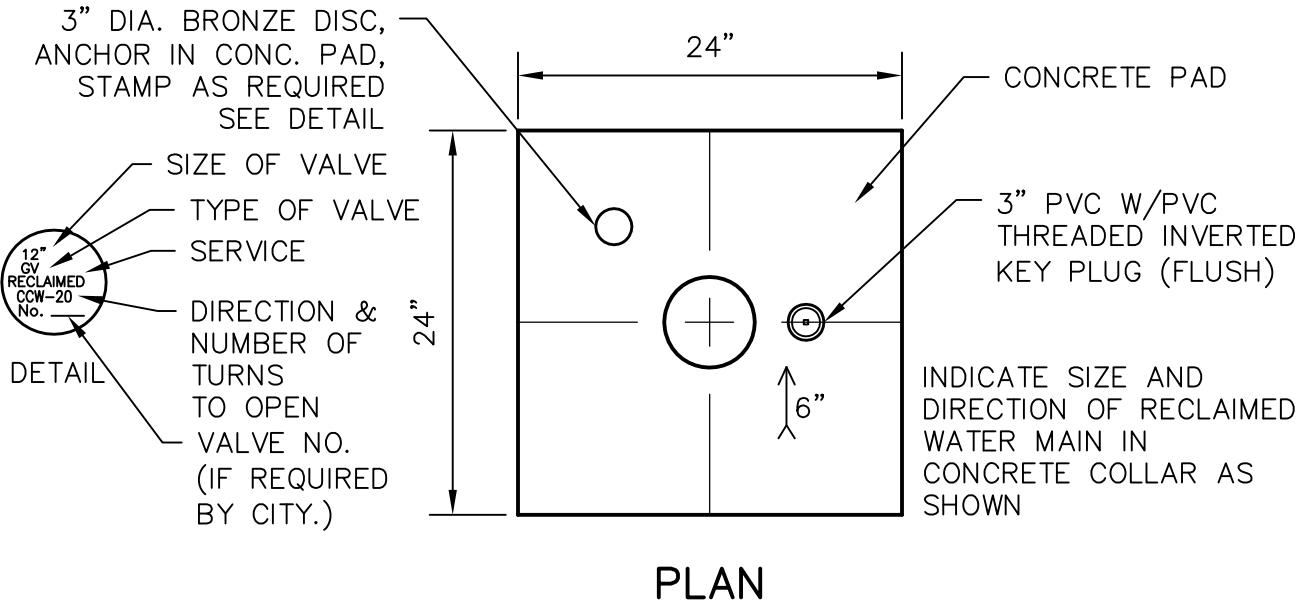 3” DIA. BRONZE DISC,
ANCHOR IN CONC. PAD,
STAMP AS REQUIRED
SEE DETAIL
24”
CONCRETE PAD
SIZE OF VALVE
TYPE OF VALVE
SERVICE
12”
GV
RECLAIMED
CCW-20
No.
DETAIL
DIRECTION &
NUMBER OF
TURNS
TO OPEN
VALVE NO.
(IF REQUIRED
BY CITY.)
24”
3” PVC W/PVC
THREADED INVERTED
KEY PLUG (FLUSH)
6”
INDICATE SIZE AND
DIRECTION OF RECLAIMED
WATER MAIN IN
CONCRETE COLLAR AS
SHOWN
PLAN